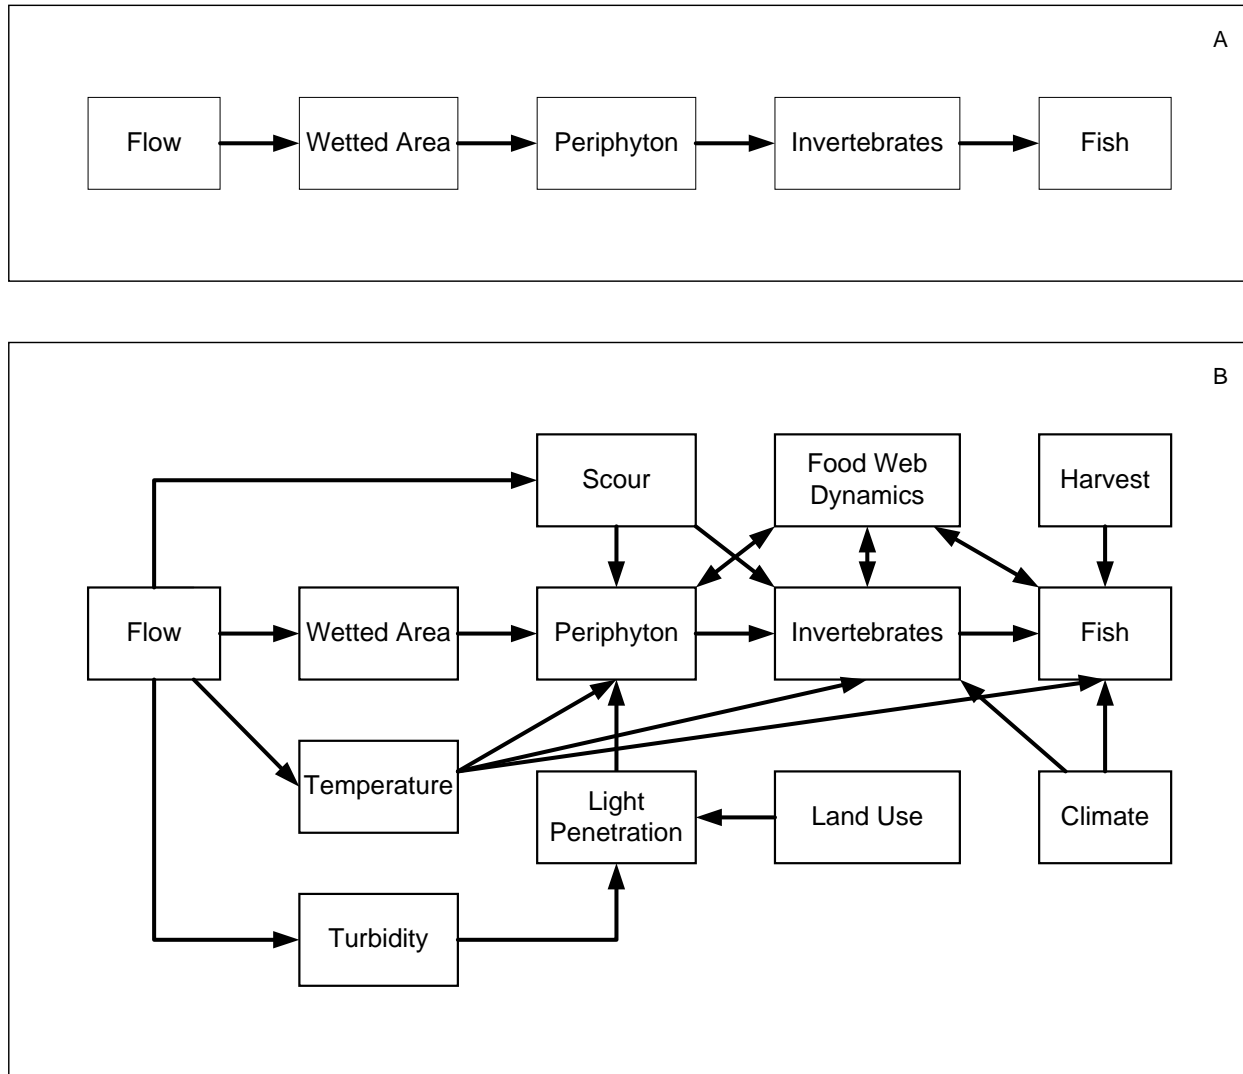 A
Flow
Wetted Area
Periphyton
Invertebrates
Fish
B
Scour
Food Web
Dynamics
Harvest
Flow
Wetted Area
Periphyton
Invertebrates
Fish
Temperature
Light
Penetration
Land Use
Climate
Turbidity